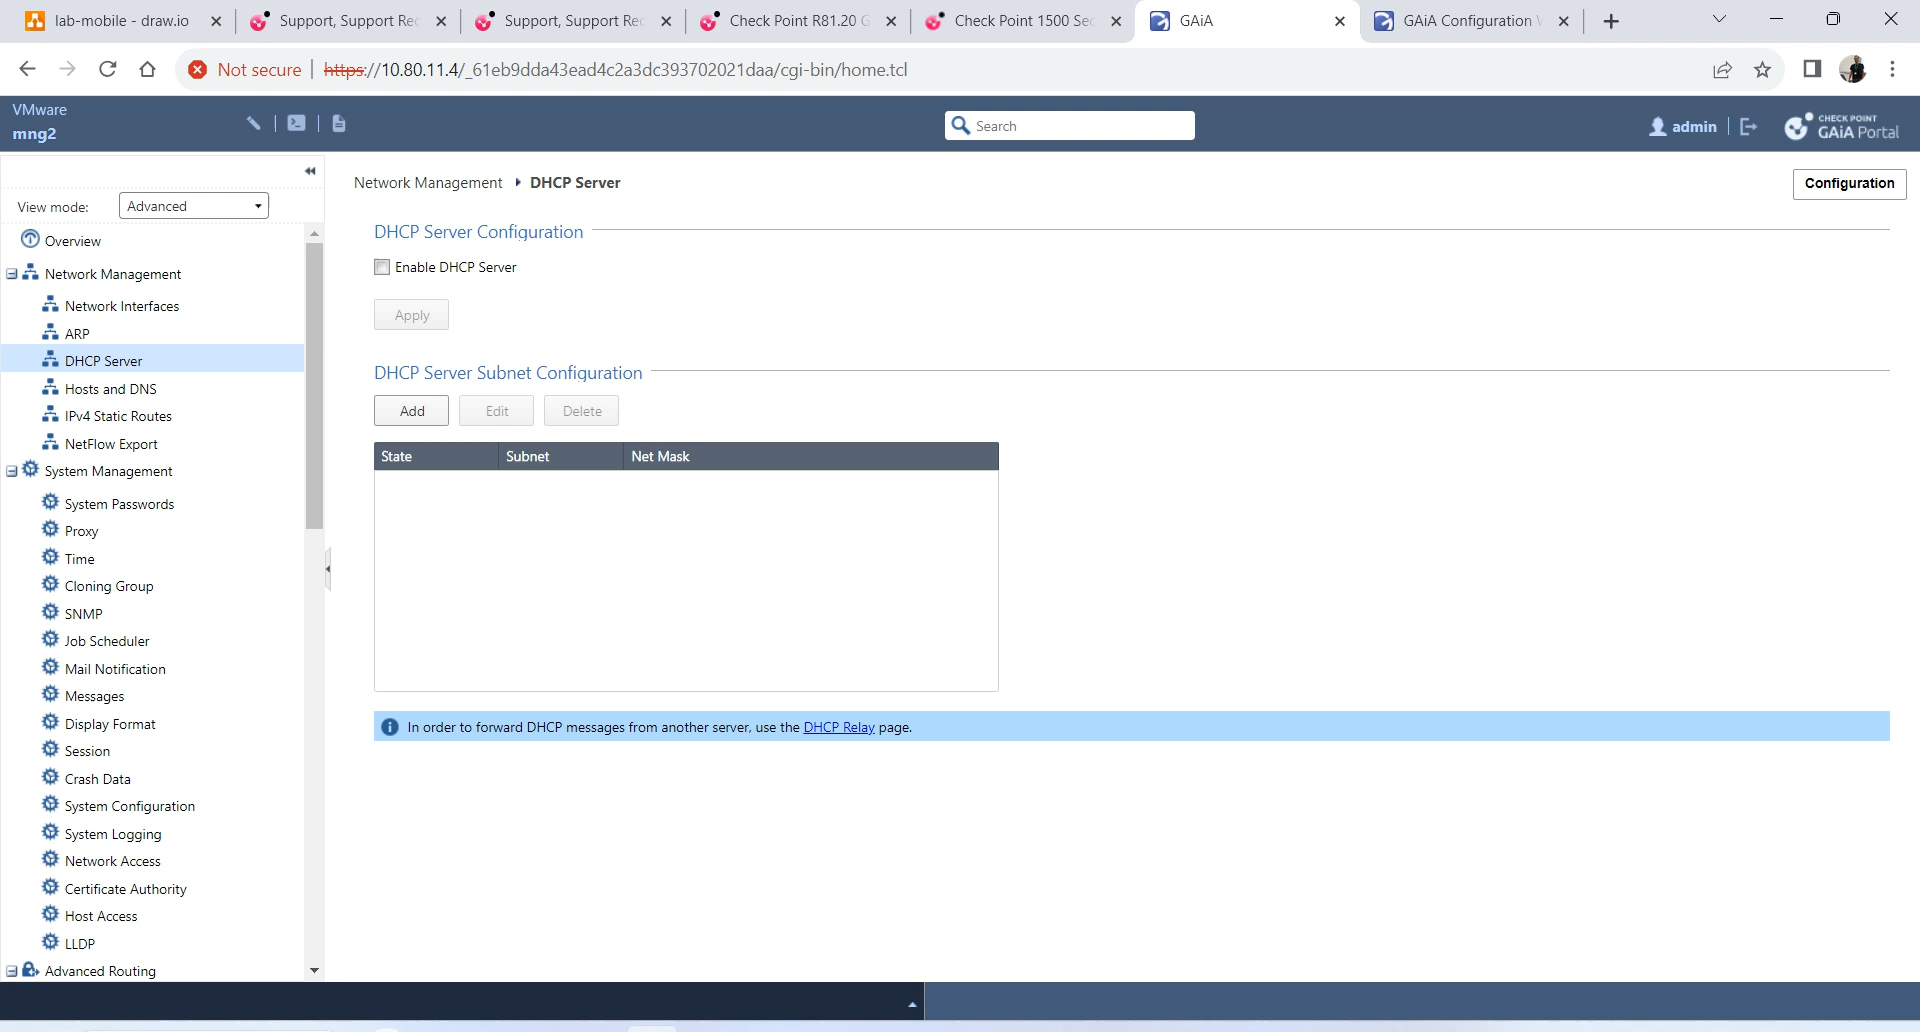 lab-mobile - draw.io
Support, Support Rec
Support, Support Rec
Check Point R81.20 G
Check Point 1500 Sec
GAiA
GAiA Configuration
Not secure
https://10.80.11.4/_61eb9dda43ead4c2a3dc393702021daa/cgi-bin/home.tcl
VMware
mng2
Search
admin
CHECK POINT
GAiA Portal
View mode:
Advanced
Overview
Network Management
Network Interfaces
ARP
DHCP Server
Hosts and DNS
IPv4 Static Routes
NetFlow Export
System Management
System Passwords
Proxy
Time
Cloning Group
SNMP
Job Scheduler
Mail Notification
Messages
Display Format
Session
Crash Data
System Configuration
System Logging
Network Access
Certificate Authority
Host Access
LLDP
Advanced Routing
Network Management DHCP Server
Configuration
DHCP Server Configuration
Enable DHCP Server
Apply
DHCP Server Subnet Configuration
Add Edit Delete
State Subnet Net Mask
In order to forward DHCP messages from another server, use the DHCP Relay page.